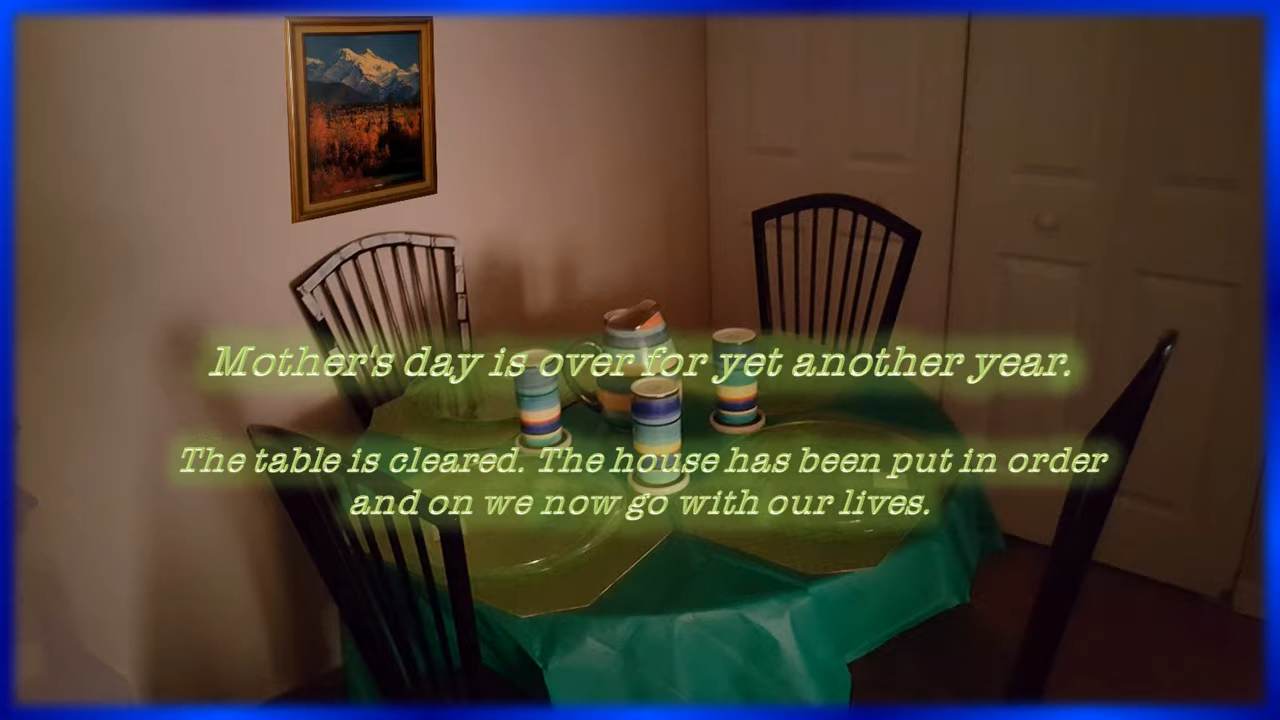 Mother's day is over for yet another year.
The table is cleared. The house has been put in order
and on we now go with our lives.